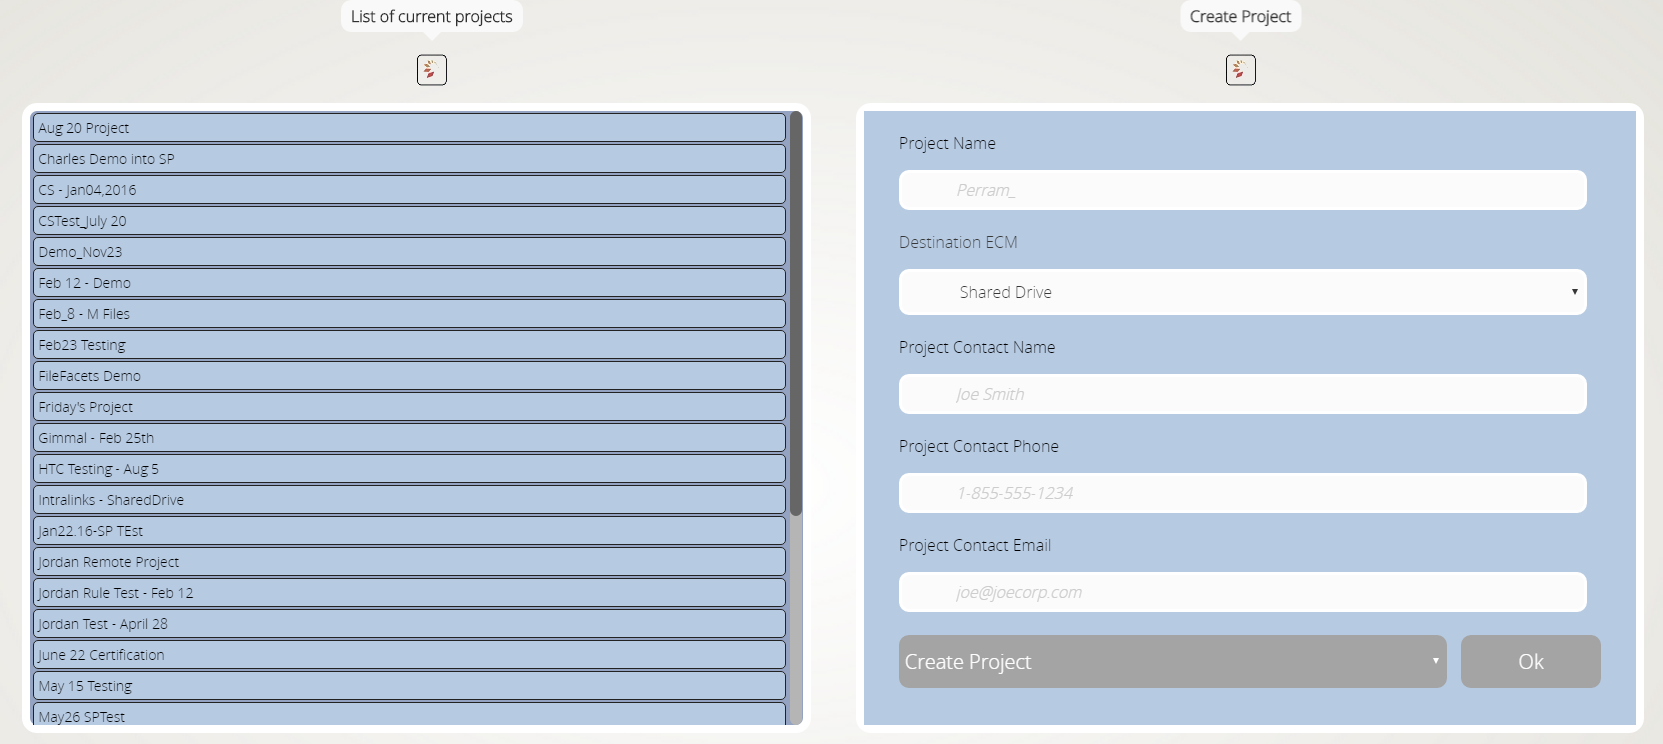 List of current projects
Aug 20 Project
Charles Demo into SP
CS - Jan04,2016
CSTest_July 20
Demo_Nov23
Feb 12 - Demo
Feb_8 - M Files
Feb23 Testing
FileFacets Demo
Friday's Project
Gimmal - Feb 25th
HTC Testing - Aug 5
Intralinks - SharedDrive
Jan22.16-SP TEst
Jordan Remote Project
Jordan Rule Test - Feb 12
Jordan Test - April 28
June 22 Certification
May 15 Testing
May26 SPTest
Create Project
Project Name
Perram_
Destination ECM
Shared Drive
Project Contact Name
Joe Smith
Project Contact Phone
1-855-555-1234
Project Contact Email
joe@joecorp.com
Create Project
Ok